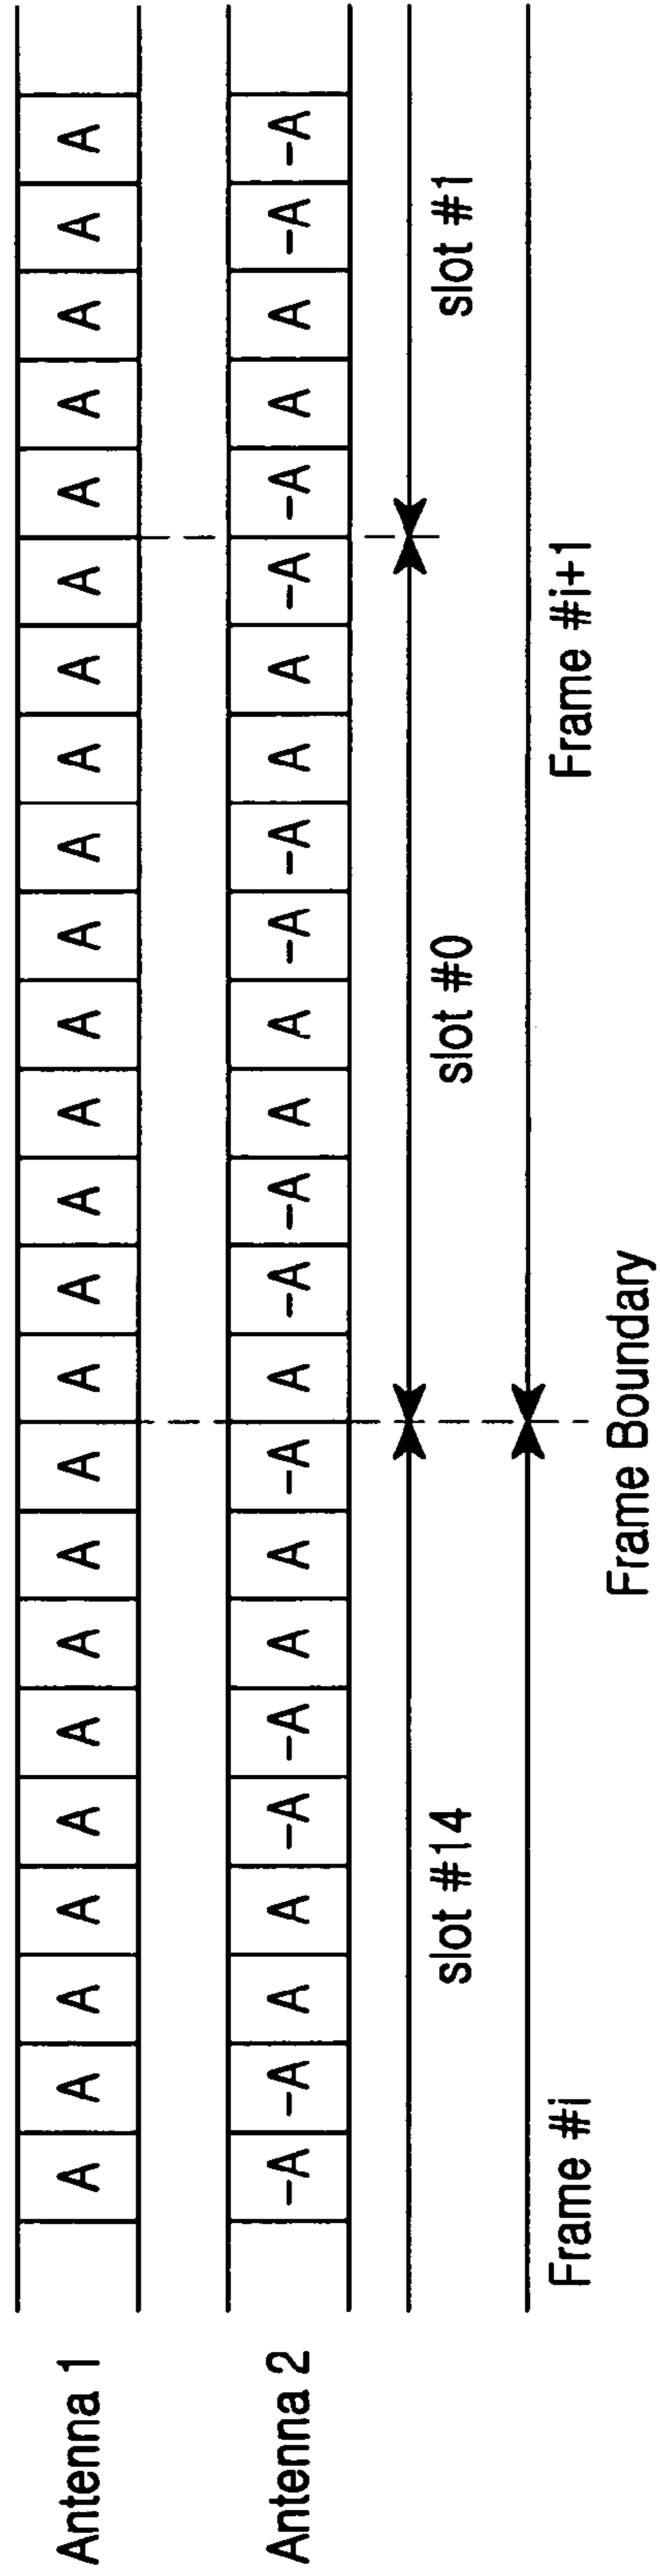 Antenna 1 A A A A A A A A A A A A A A A A A A A A A A A A
Antenna 2 –A –A A A –A –A A A –A A –A –A A A –A –A A A –A –A A A –A –A
slot #14 slot #0 slot #1
Frame #i Frame #i+1
Frame Boundary